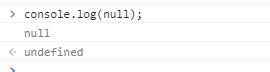 > console.log(null);
null
<· undefined
>